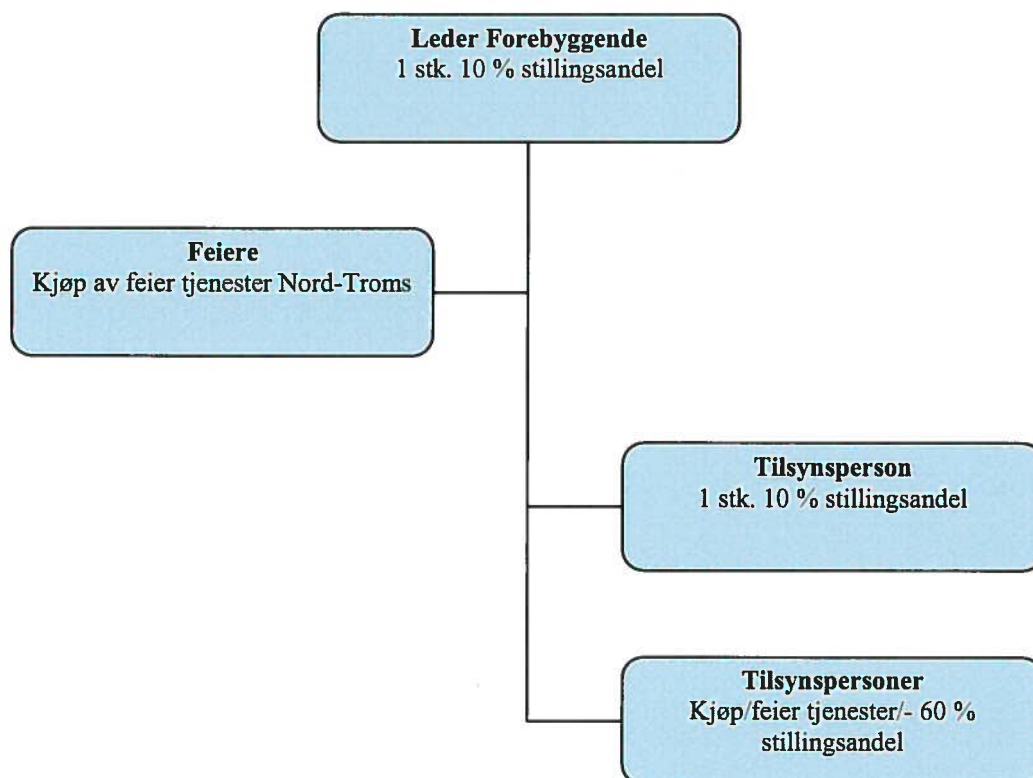 Leder Forebyggende
1 stk. 10 % stillingsandel
Feiere
Kjøp av feier tjenester Nord-Troms
Tilsynsperson
1 stk. 10 % stillingsandel
Tilsynspersoner
Kjøp/feier tjenester/- 60 %
stillingsandel